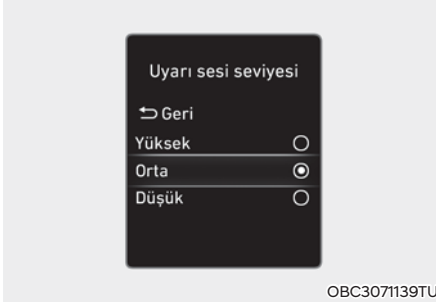 Uyarı sesi seviyesi
Geri
Yüksek
Orta
Düşük
OBC3071139TU